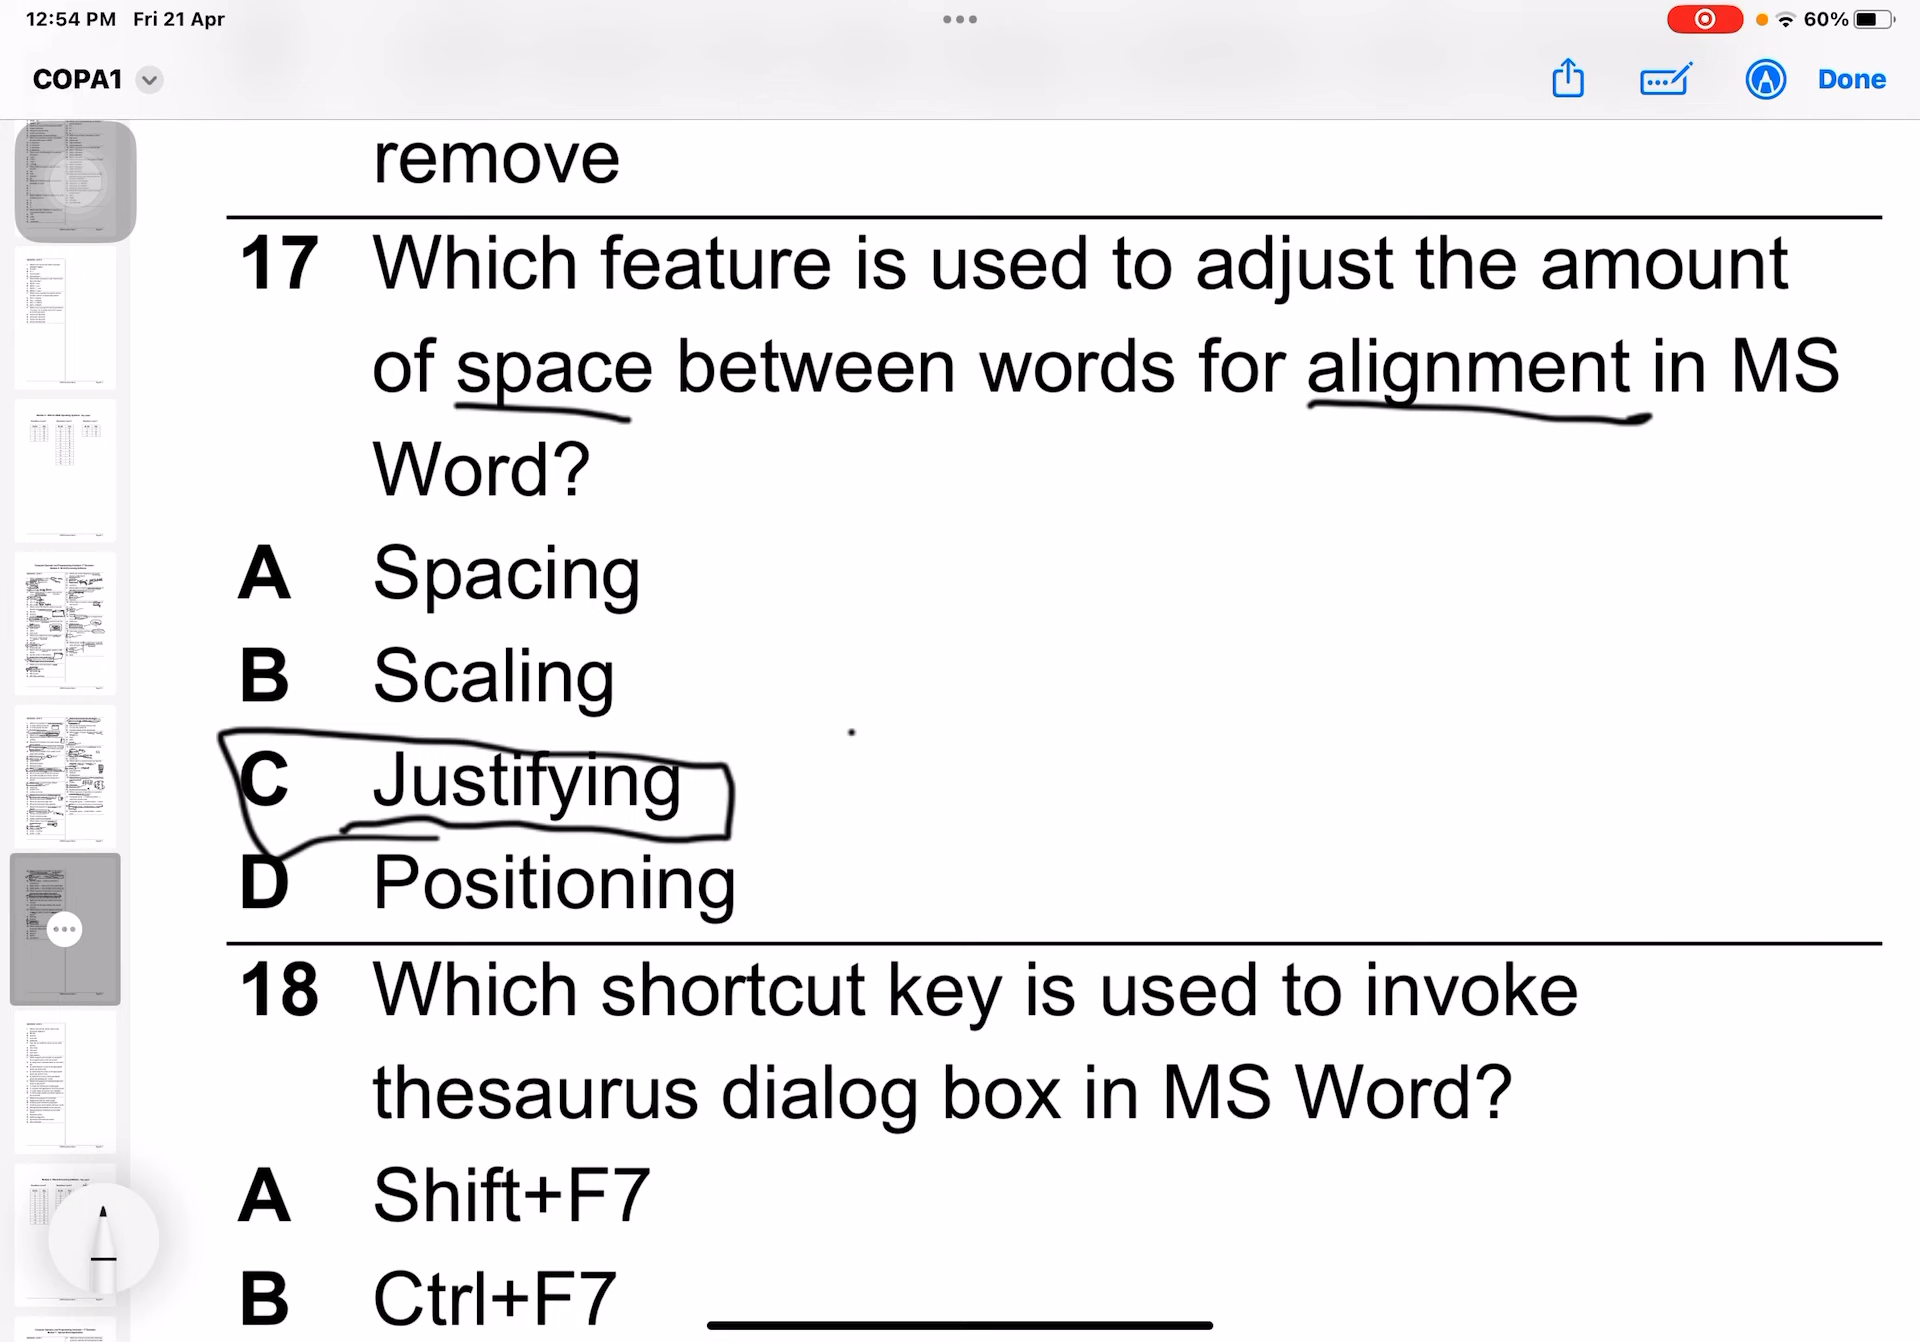 12:54 PM Fri 21 Apr
60%
COPA1
Done
remove
17 Which feature is used to adjust the amount
of space between words for alignment in MS
Word?
A Spacing
B Scaling
C Justifying
D Positioning
18 Which shortcut key is used to invoke
thesaurus dialog box in MS Word?
A Shift+F7
B Ctrl+F7